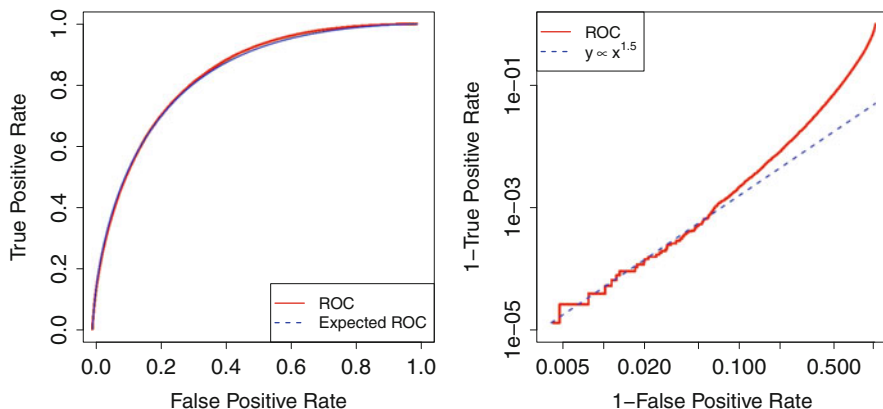 True Positive Rate
1.0
0.8
0.6
0.4
0.2
0.0
ROC
Expected ROC
0.0 0.2 0.4 0.6 0.8 1.0
False Positive Rate
1-True Positive Rate
1e-01
1e-03
1e-05
ROC
y ∝ x^1.5
0.005 0.020 0.100 0.500
1-False Positive Rate